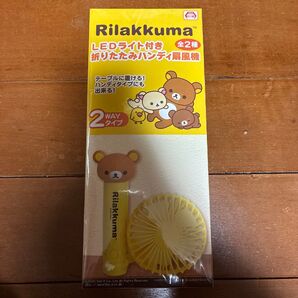 Rilakkuma™
LEDライト付き
全2種
折りたたみハンディ扇風機
テーブルに置ける!
ハンディタイプにも
出来る!
2WAY
タイプ
Rilakkuma